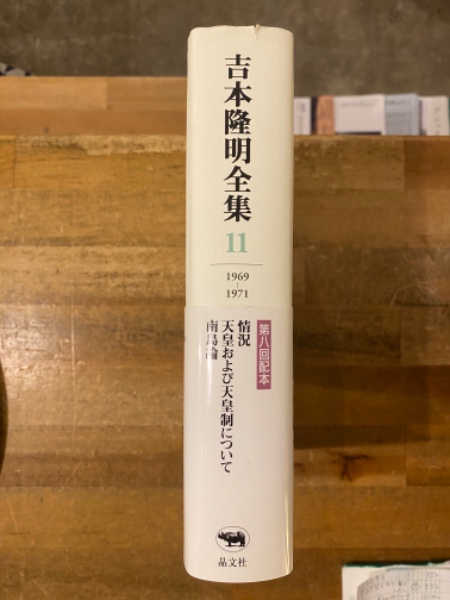 吉本隆明全集
11
1969
1971
第八回配本
情況
天皇および天皇制について
南島論
晶文社